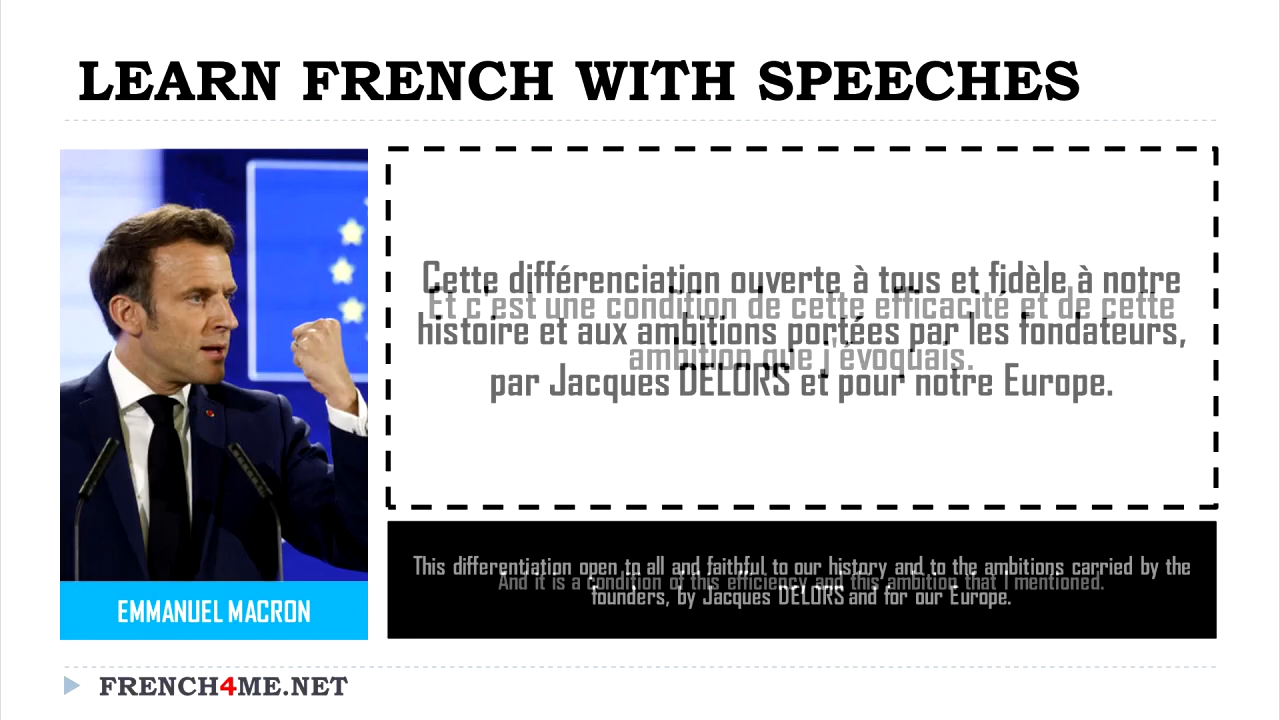 LEARN FRENCH WITH SPEECHES
Cette différenciation ouverte à tous et fidèle à notre
Et c'est une condition de cette efficacité et de cette
histoire et aux ambitions portées par les fondateurs,
ambition que j'évoquais.
par Jacques DELORS et pour notre Europe.
This differentiation open to all and faithful to our history and to the ambitions carried by the
And it is a condition of this efficiency and this ambition that I mentioned.
founders, by Jacques DELORS and for our Europe.
EMMANUEL MACRON
FRENCH4ME.NET